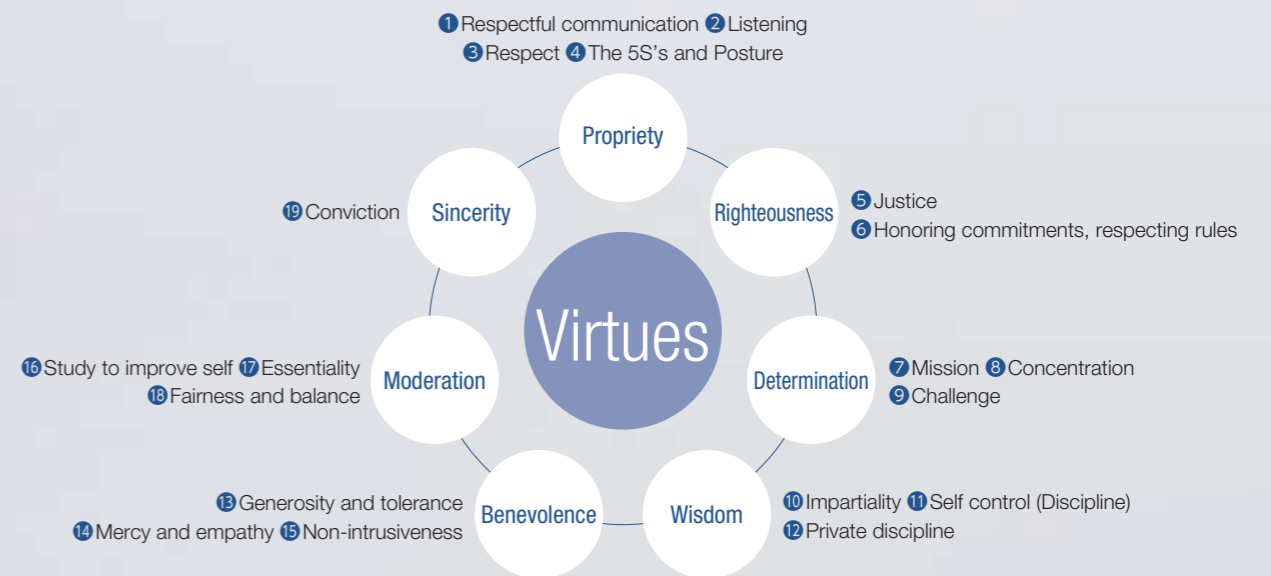 ❶Respectful communication ❷Listening
❸Respect ❹The 5S's and Posture
Propriety
Righteousness
❺Justice
❻Honoring commitments, respecting rules
Determination
❼Mission ❽Concentration
❾Challenge
Wisdom
❿Impartiality ⓫Self control (Discipline)
⓬Private discipline
Benevolence
⓭Generosity and tolerance
⓮Mercy and empathy ⓯Non-intrusiveness
Moderation
⓰Study to improve self ⓱Essentiality
⓲Fairness and balance
Sincerity
⓳Conviction
Virtues